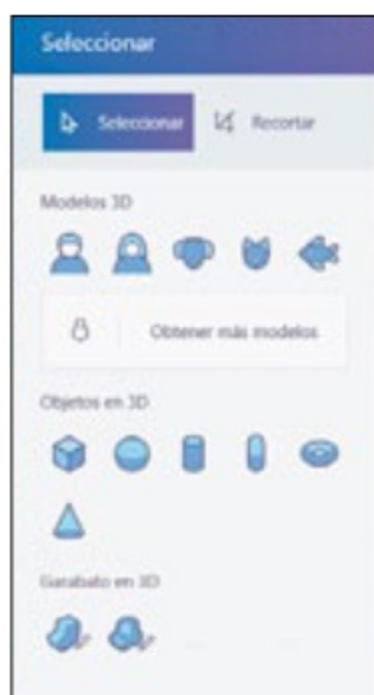 Seleccionar
Seleccionar Recortar
Modelos 3D
Obtener más modelos
Objetos en 3D
Garabato en 3D